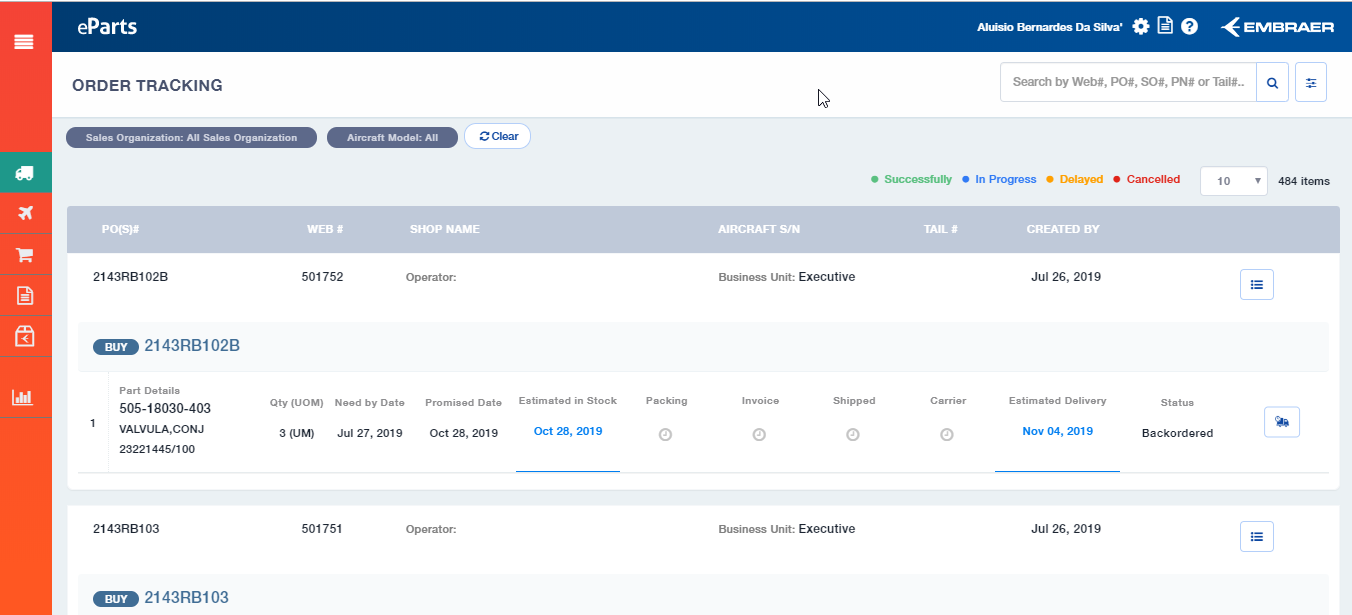 eParts
Aluisio Bernardes Da Silva'
EMBRAER
ORDER TRACKING
Search by Web#, PO#, SO#, PN# or Tail#..
Sales Organization: All Sales Organization
Aircraft Model: All
Clear
Successfully In Progress Delayed Cancelled
10
484 items
PO(S)# WEB # SHOP NAME AIRCRAFT S/N TAIL # CREATED BY
2143RB102B 501752 Operator: Business Unit: Executive Jul 26, 2019
BUY 2143RB102B
Part Details Qty (UOM) Need by Date Promised Date Estimated in Stock Packing Invoice Shipped Carrier Estimated Delivery Status
1 505-18030-403 3 (UM) Jul 27, 2019 Oct 28, 2019 Oct 28, 2019 Nov 04, 2019 Backordered
VALVULA,CONJ
23221445/100
2143RB103 501751 Operator: Business Unit: Executive Jul 26, 2019
BUY 2143RB103